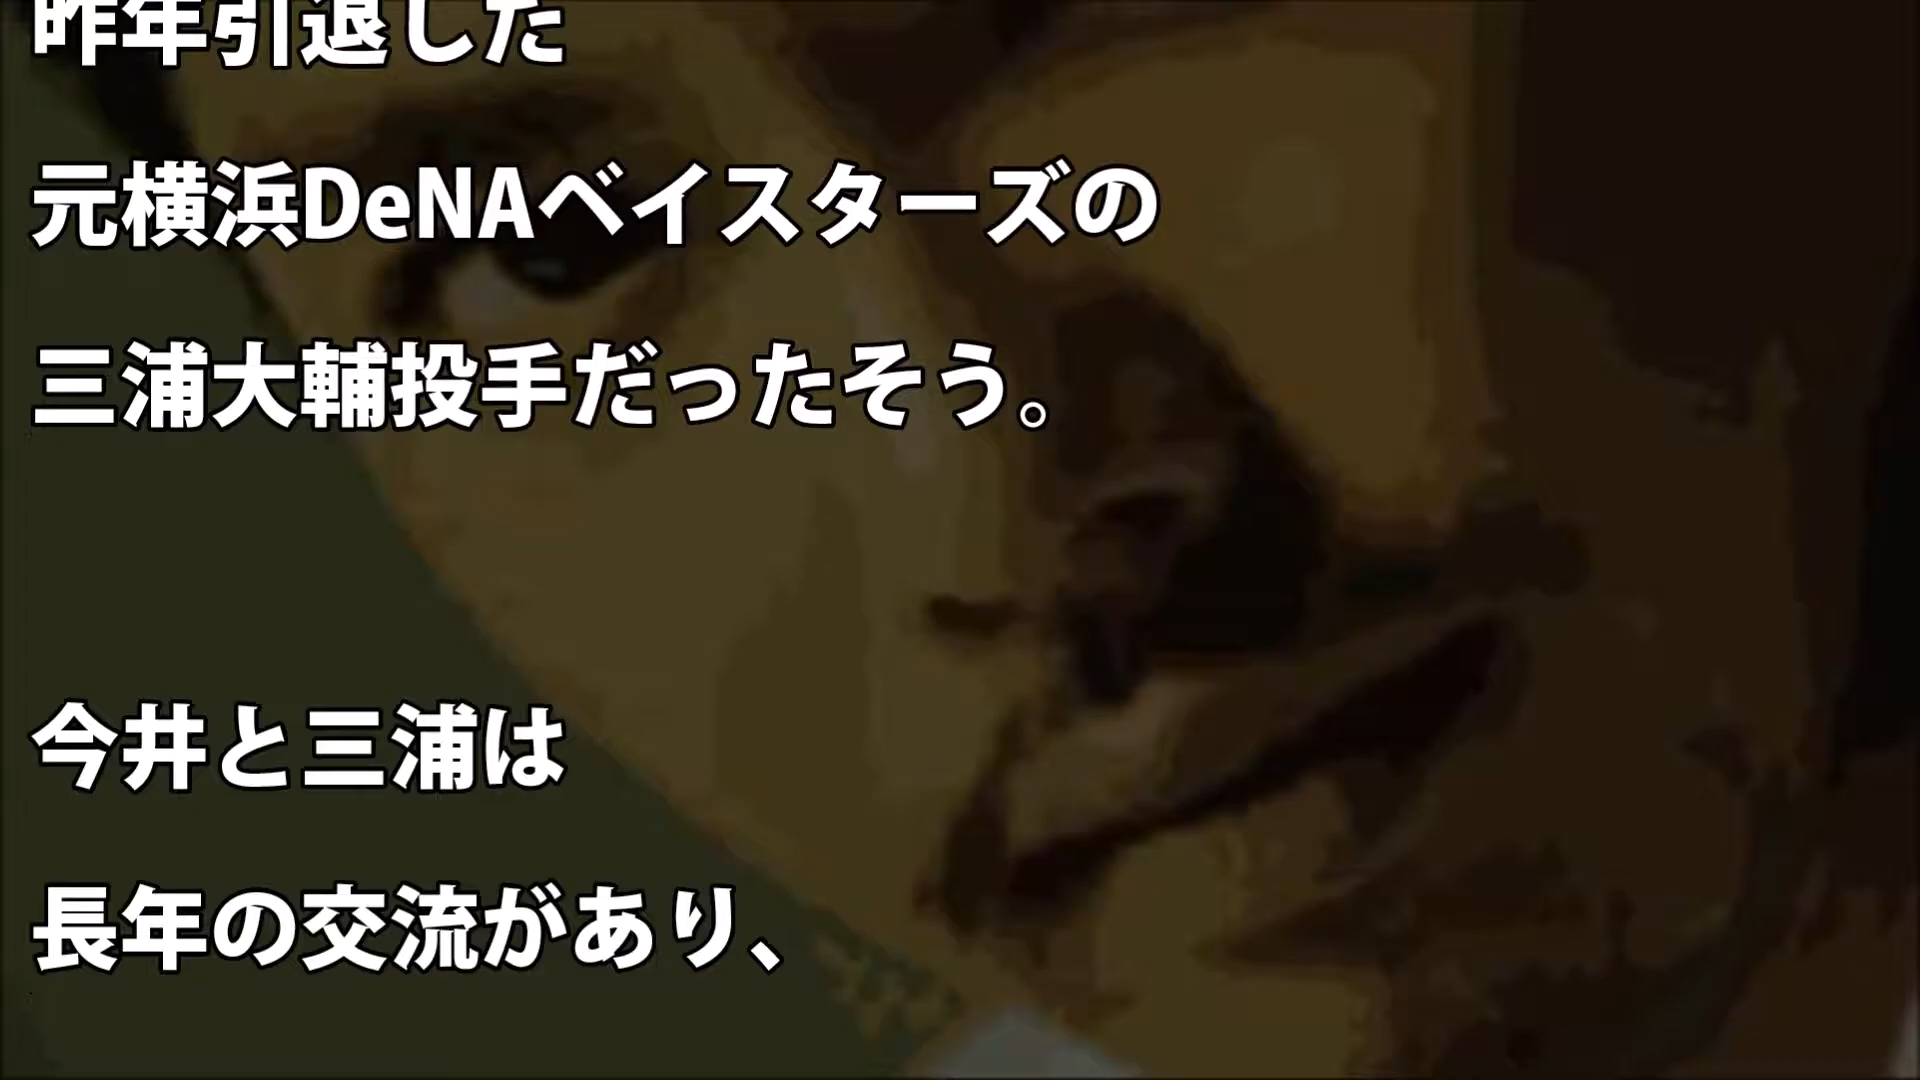 昨年引退した
元横浜DeNAベイスターズの
三浦大輔投手だったそう。
今井と三浦は
長年の交流があり、